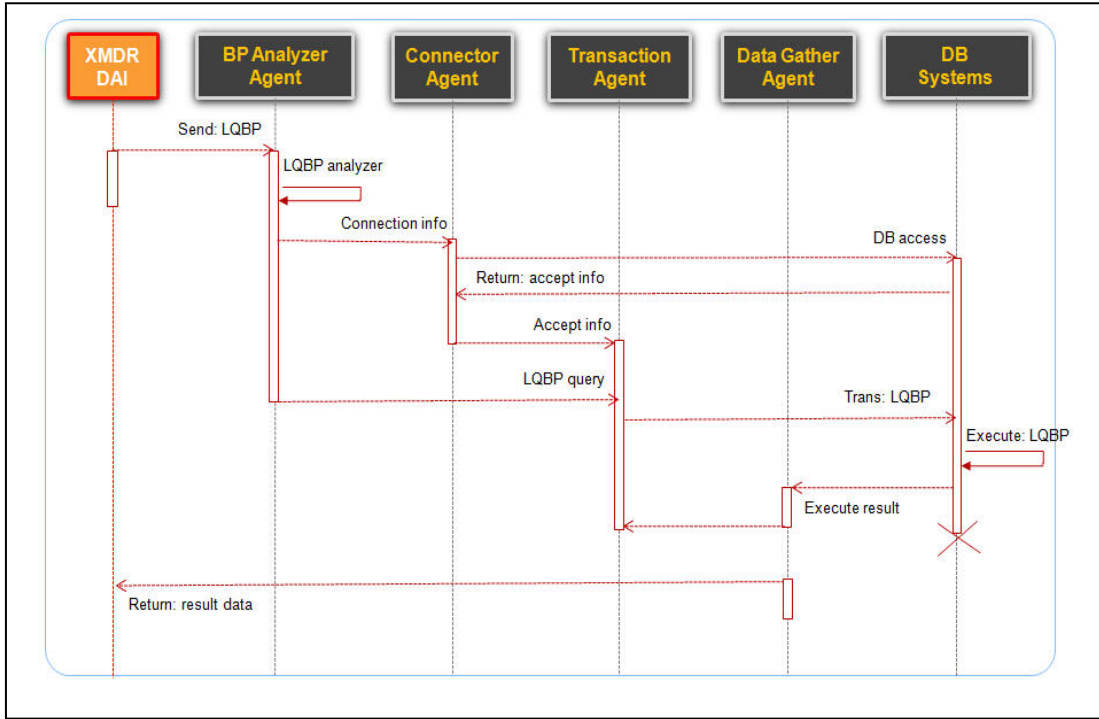 XMDR
DAI
BP Analyzer
Agent
Connector
Agent
Transaction
Agent
Data Gather
Agent
DB
Systems
Send: LQBP
LQBP analyzer
Connection info
DB access
Return: accept info
Accept info
LQBP query
Trans: LQBP
Execute: LQBP
Execute result
Return: result data